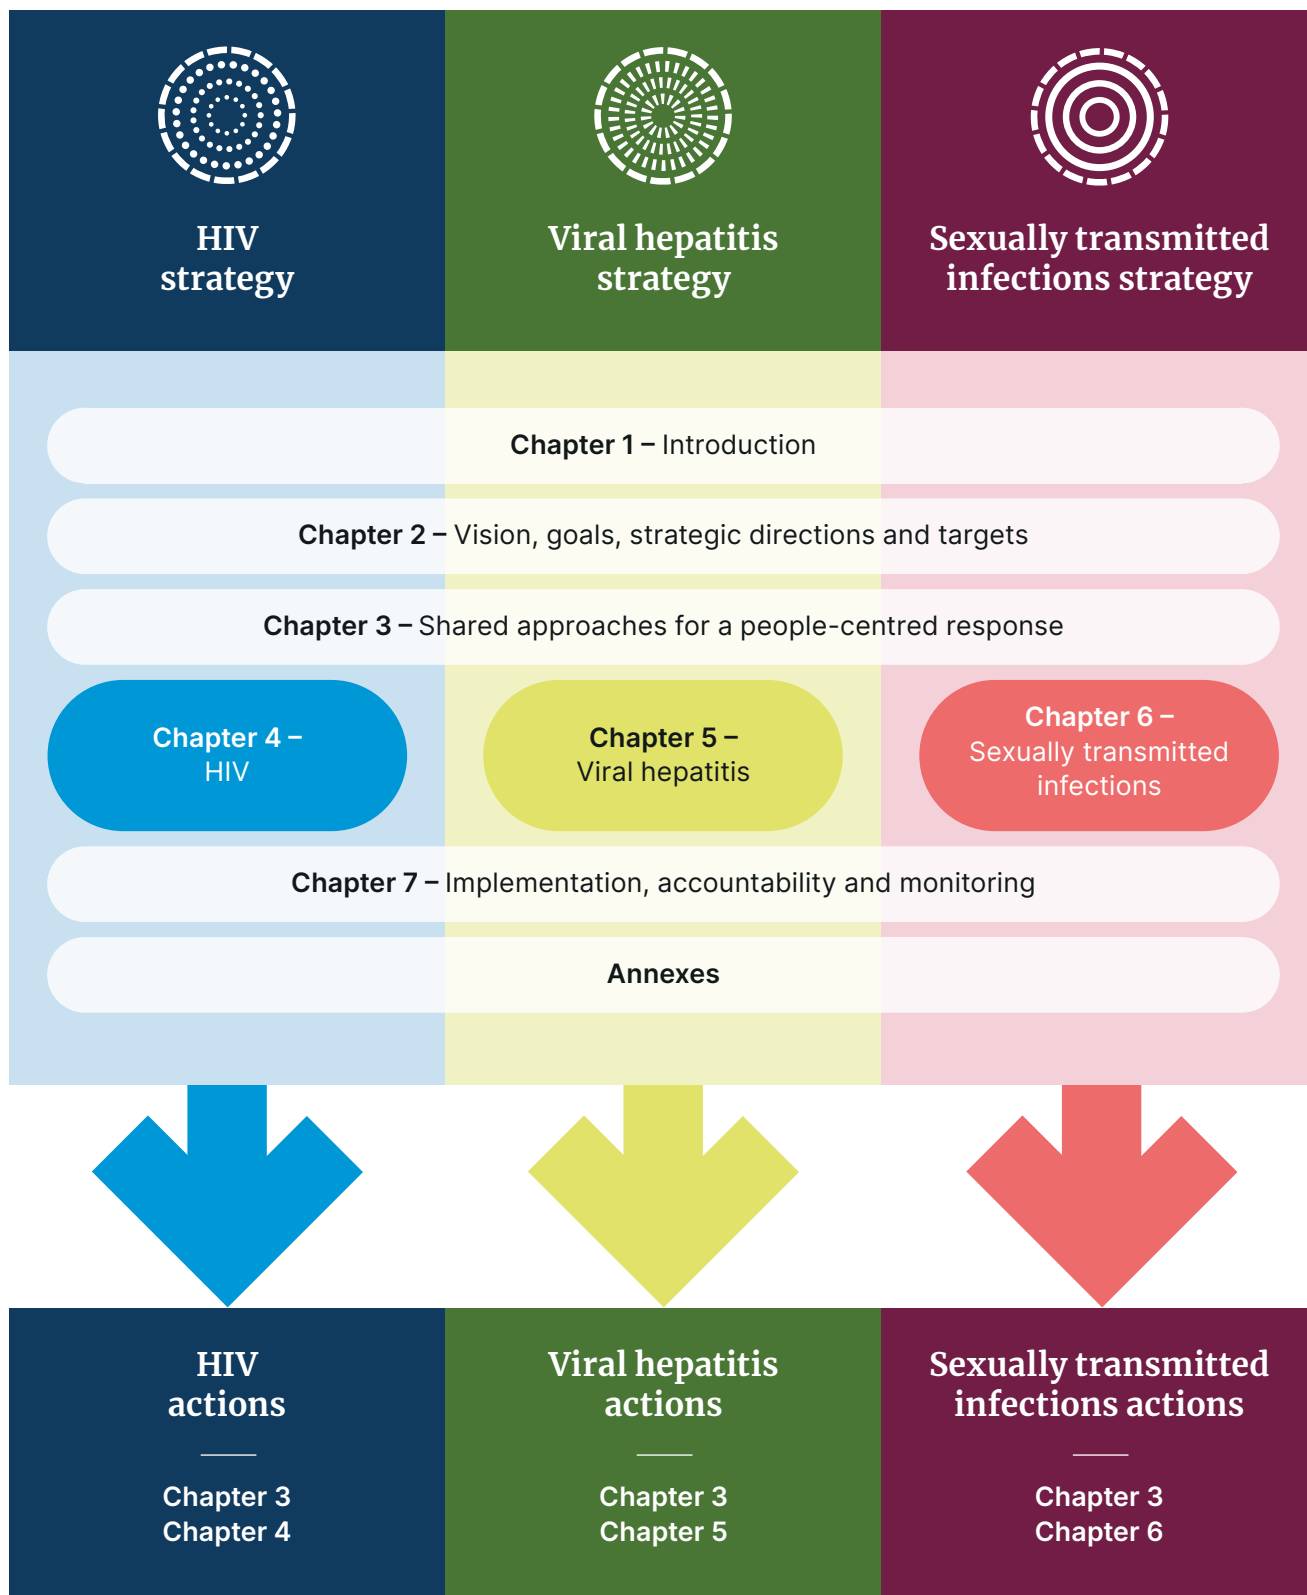 HIV
strategy
Viral hepatitis
strategy
Sexually transmitted
infections strategy
Chapter 1 – Introduction
Chapter 2 – Vision, goals, strategic directions and targets
Chapter 3 – Shared approaches for a people-centred response
Chapter 4 –
HIV
Chapter 5 –
Viral hepatitis
Chapter 6 –
Sexually transmitted
infections
Chapter 7 – Implementation, accountability and monitoring
Annexes
HIV
actions
Chapter 3
Chapter 4
Viral hepatitis
actions
Chapter 3
Chapter 5
Sexually transmitted
infections actions
Chapter 3
Chapter 6